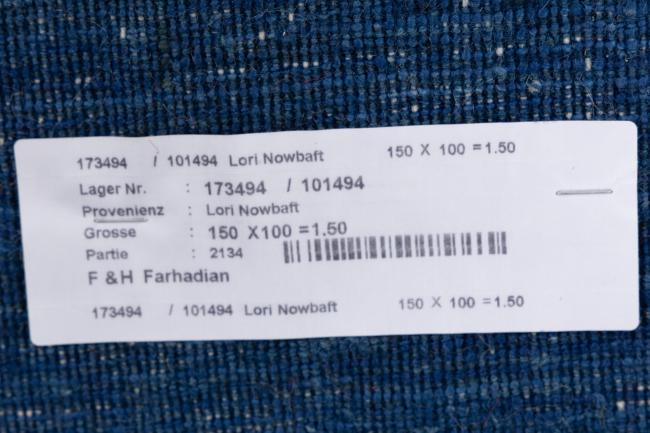 173494 / 101494 Lori Nowbaft 150 X 100 =1.50
Lager Nr. : 173494 / 101494
Provenienz : Lori Nowbaft
Grosse : 150 X100 =1.50
Partie : 2134
F &H Farhadian
173494 / 101494 Lori Nowbaft 150 X 100 =1.50